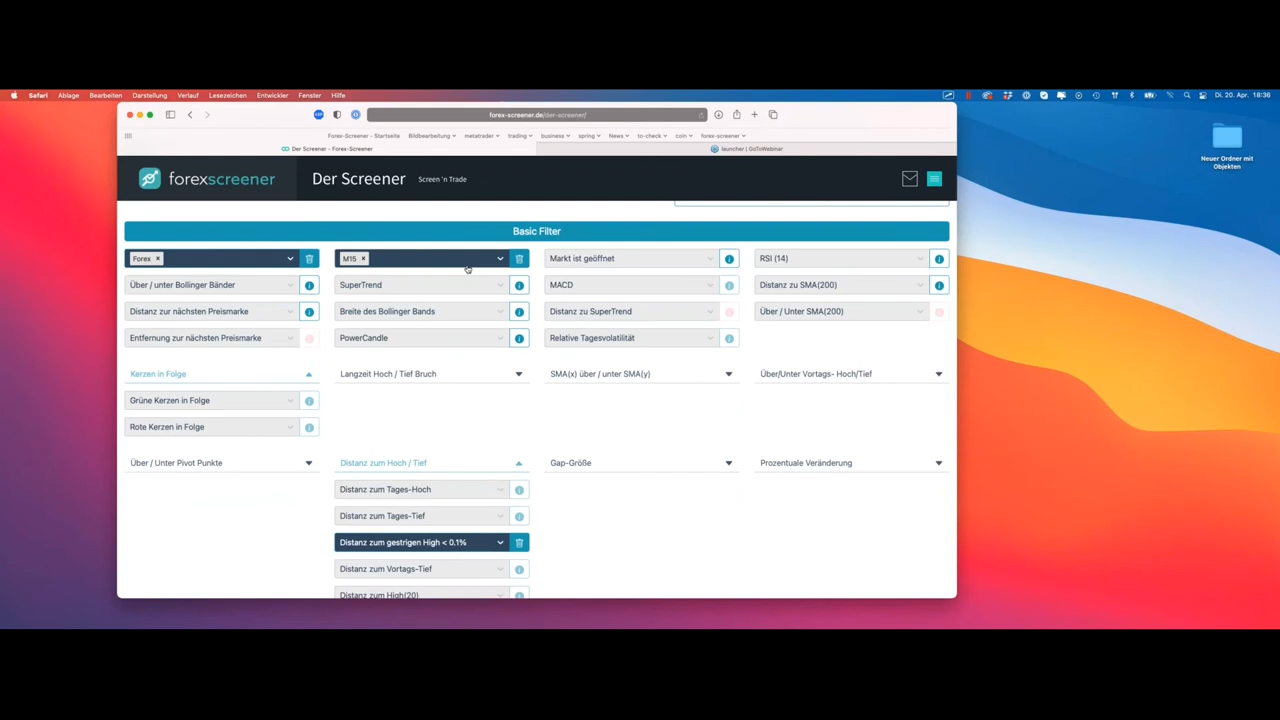 Safari Ablage Bearbeiten Darstellung Verlauf Lesezeichen Entwickler Fenster Hilfe
Di. 20. Apr. 18:36
forex-screener.de/der-screener/
Forex-Screener - Startseite Bildbearbeitung metatrader trading business spring News to-check coin forex-screener
Der Screener - Forex-Screener
launcher | GoToWebinar
Neuer Ordner mit
Objekten
forexscreener
Der Screener
Screen 'n Trade
Basic Filter
Forex × M15 × Markt ist geöffnet RSI (14)
Über / unter Bollinger Bänder SuperTrend MACD Distanz zu SMA(200)
Distanz zur nächsten Preismarke Breite des Bollinger Bands Distanz zu SuperTrend Über / Unter SMA(200)
Entfernung zur nächsten Preismarke PowerCandle Relative Tagesvolatilität
Kerzen in Folge Langzeit Hoch / Tief Bruch SMA(x) über / unter SMA(y) Über/Unter Vortags- Hoch/Tief
Grüne Kerzen in Folge
Rote Kerzen in Folge
Über / Unter Pivot Punkte Distanz zum Hoch / Tief Gap-Größe Prozentuale Veränderung
Distanz zum Tages-Hoch
Distanz zum Tages-Tief
Distanz zum gestrigen High < 0.1%
Distanz zum Vortags-Tief
Distanz zum High(20)